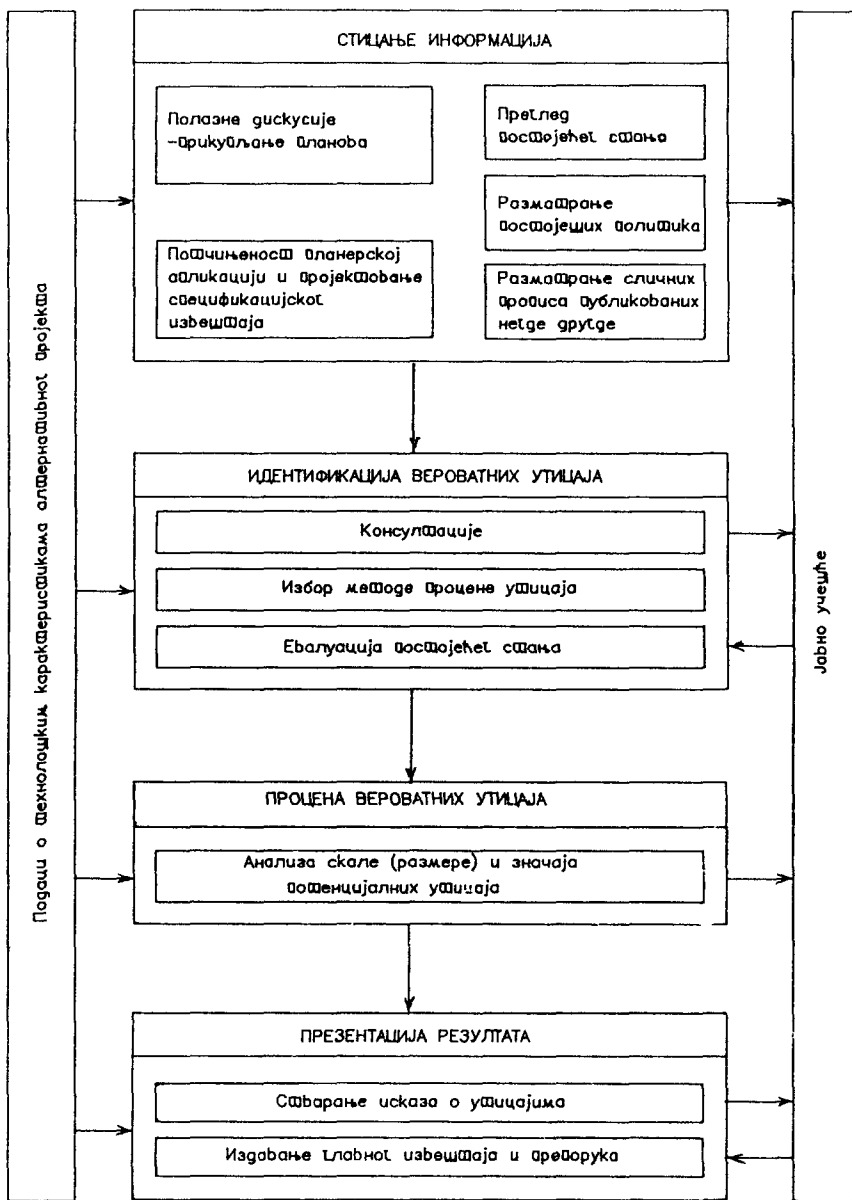 СТИЦАЊЕ ИНФОРМАЦИЈА
Полазне дискусије
-прикупљање планова
Преглед
постојећег стања
Разматрање
постојеших политика
Потчињеност планерској
апликацији и пројектовање
спецификацијског
извештаја
Разматрање сличних
прописа публикованих
негде другде
ИДЕНТИФИКАЦИЈА ВЕРОВАТНИХ УТИЦАЈА
Консултације
Избор методе процене утицаја
Евалуација постојећег стања
ПРОЦЕНА ВЕРОВАТНИХ УТИЦАЈА
Анализа скале (размере) и значаја
потенцијалних утицаја
ПРЕЗЕНТАЦИЈА РЕЗУЛТАТА
Стварање исказа о утицајима
Издавање главног извештаја и препорука
Подаци о технолошким карактеристикама алтернативног пројекта
Јавно учешће